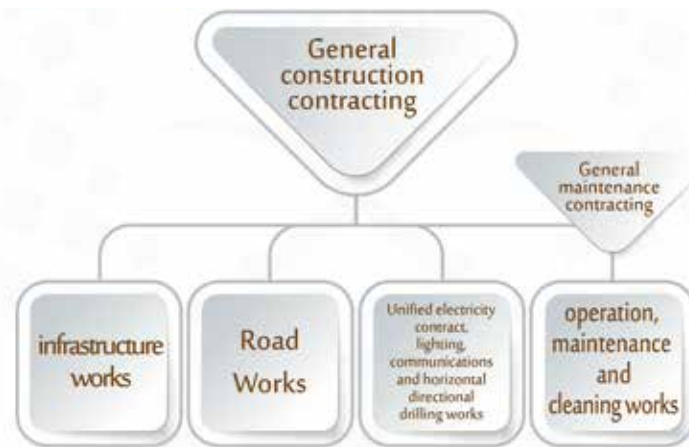 General
construction
contracting
General
maintenance
contracting
infrastructure
works
Road
Works
Unified electricity
contract,
lighting,
communications
and horizontal
directional
drilling works
operation,
maintenance
and
cleaning works